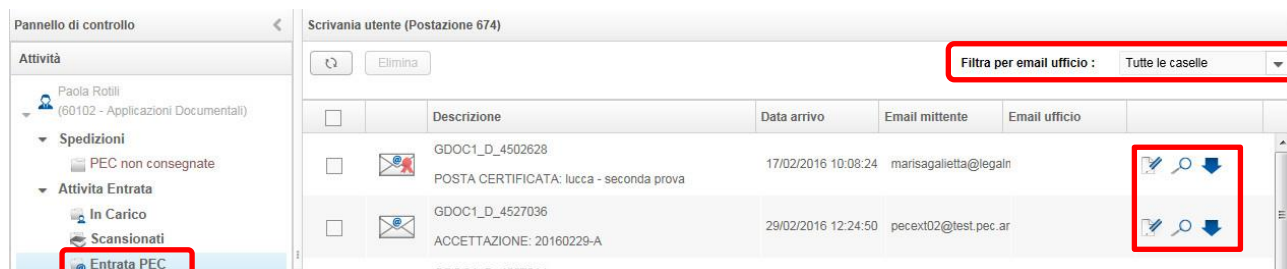 Pannello di controllo
Scrivania utente (Postazione 674)
Attività
Elimina
Filtra per email ufficio :
Tutte le caselle
Paola Rotili
(60102 - Applicazioni Documentali)
Descrizione
Data arrivo
Email mittente
Email ufficio
Spedizioni
PEC non consegnate
GDOC1_D_4502628
17/02/2016 10:08:24
marisagalietta@legaln
POSTA CERTIFICATA: lucca - seconda prova
Attivita Entrata
In Carico
GDOC1_D_4527036
29/02/2016 12:24:50
pecext02@test.pec.ar
Scansionati
ACCETTAZIONE: 20160229-A
Entrata PEC